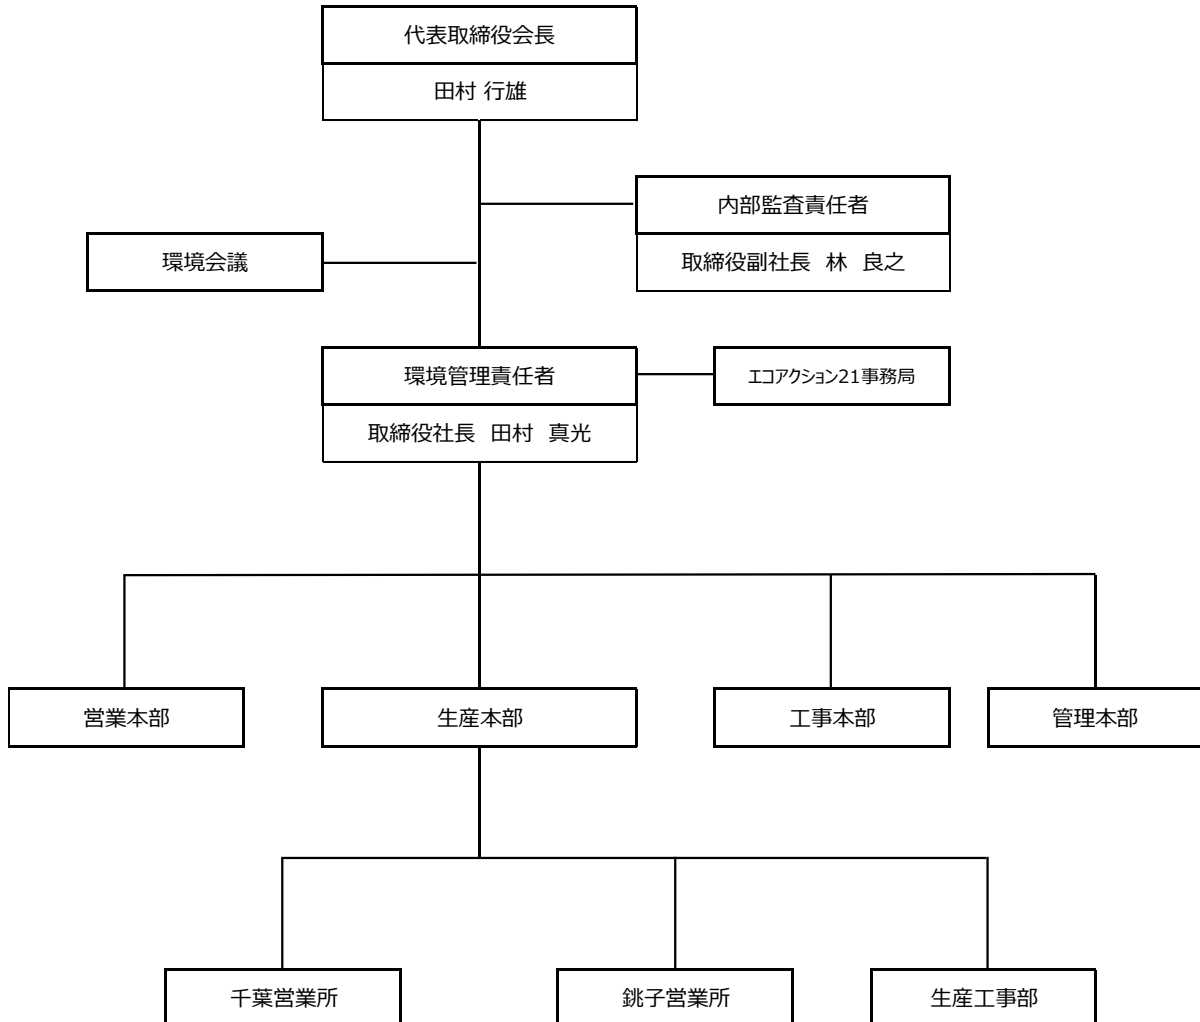 代表取締役会長
田村 行雄
内部監査責任者
取締役副社長 林 良之
環境会議
環境管理責任者
エコアクション21事務局
取締役社長 田村 真光
営業本部
生産本部
工事本部
管理本部
千葉営業所
銚子営業所
生産工事部